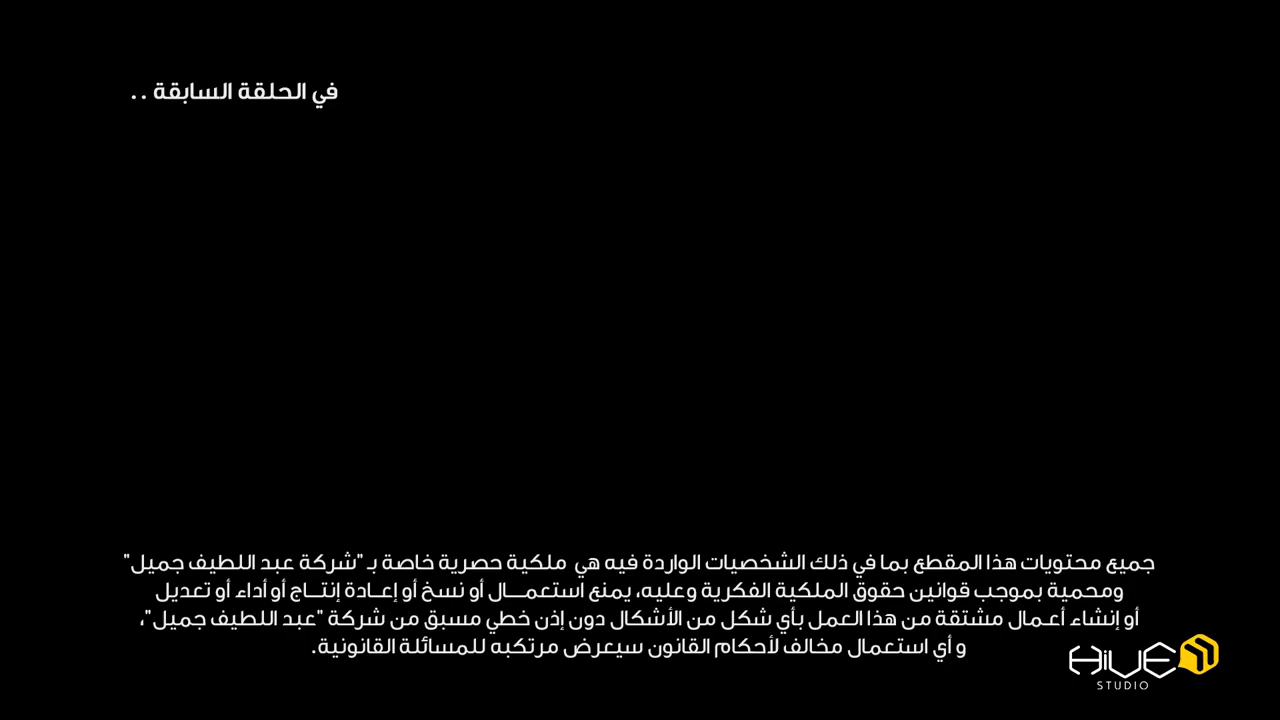 في الحلقة السابقة ..
جميع محتويات هذا المقطع بما في ذلك الشخصيات الواردة فيه هي ملكية حصرية خاصة بـ "شركة عبد اللطيف جميل"
ومحمية بموجب قوانين حقوق الملكية الفكرية وعليه، يمنع استعمـــال أو نسخ أو إعــادة إنتــاج أو أداء أو تعديل
أو إنشاء أعـمال مشتقة من هذا العمل بأي شكل من الأشكال دون إذن خطي مسبق من شركة "عبد اللطيف جميل"،
و أي استعمال مخالف لأحكام القانون سيعرض مرتكبه للمسائلة القانونية.
HIVE
STUDIO